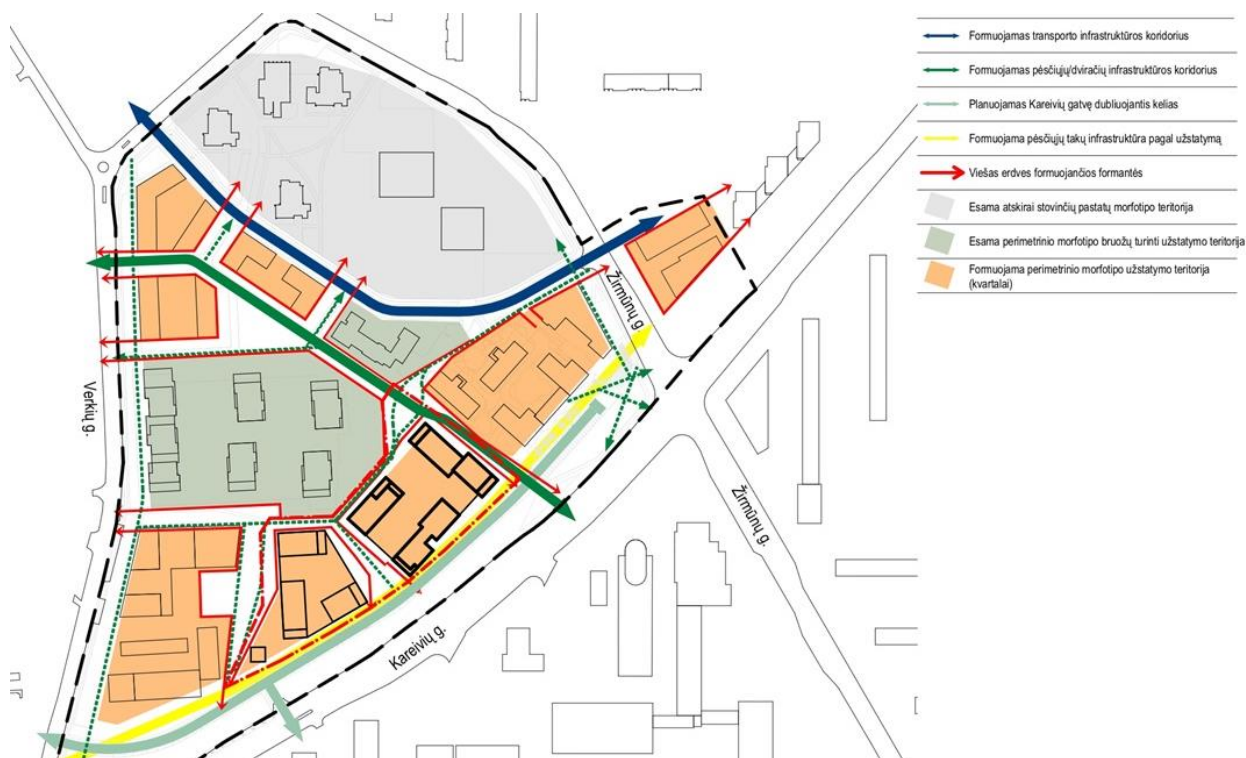 Formuojamas transporto infrastruktūros koridorius
Formuojamas pėsčiųjų/dviračių infrastruktūros koridorius
Planuojamas Kareivių gatvę dubliuojantis kelias
Formuojama pėsčiųjų takų infrastruktūra pagal užstatymą
Viešas erdves formuojančios formantės
Esama atskirai stovinčių pastatų morfotipo teritorija
Esama perimetrinio morfotipo bruožų turinti užstatymo teritorija
Formuojama perimetrinio morfotipo užstatymo teritorija
(kvartalai)
Žirmūnų g.
Verkių g.
Žirmūnų g.
Kareivių g.